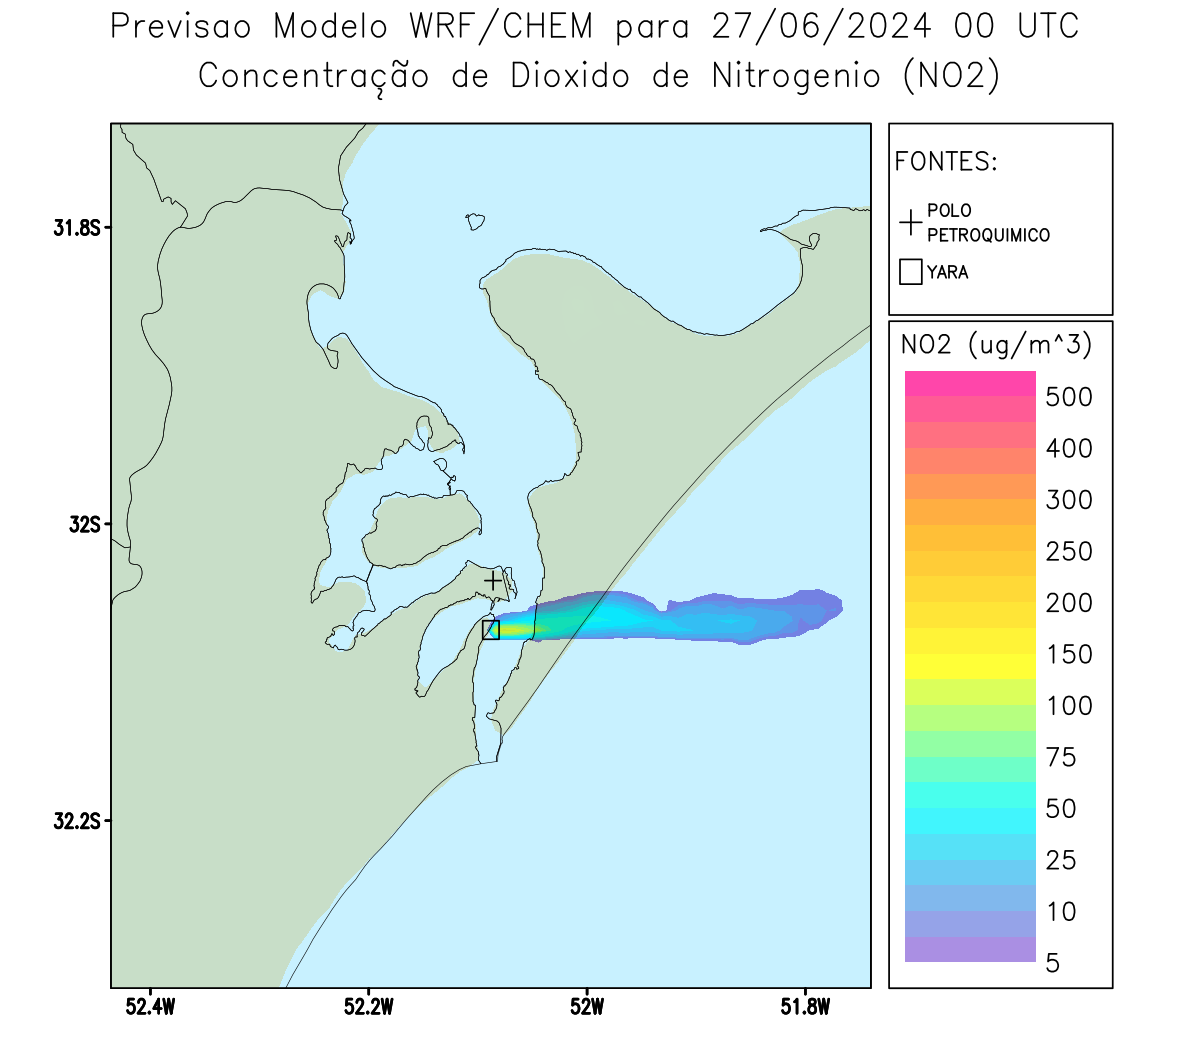 Previsao Modelo WRF/CHEM para 27/06/2024 00 UTC
Concentração de Dioxido de Nitrogenio (NO2)
FONTES:
POLO
PETROQUIMICO
YARA
31.8S
32S
32.2S
52.4W
52.2W
52W
51.8W
NO2 (ug/m^3)
500
400
300
250
200
150
100
75
50
25
10
5